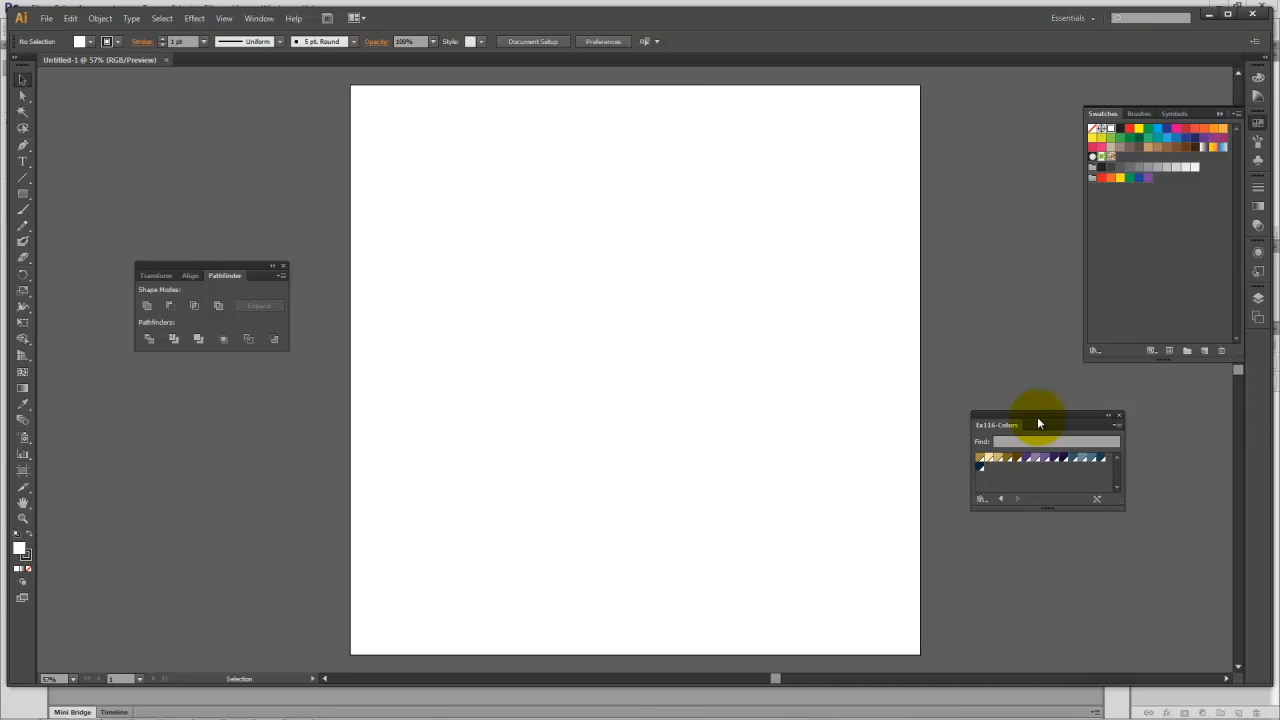 Ai File Edit Object Type Select Effect View Window Help Essentials
No Selection Stroke: 1 pt Uniform 5 pt. Round Opacity: 100% Style: Document Setup Preferences
Untitled-1 @ 57% (RGB/Preview)
Swatches Brushes Symbols
Transform Align Pathfinder
Shape Modes:
Expand
Pathfinders:
Ex116-Colors
Find:
57% 1 Selection
Mini Bridge Timeline